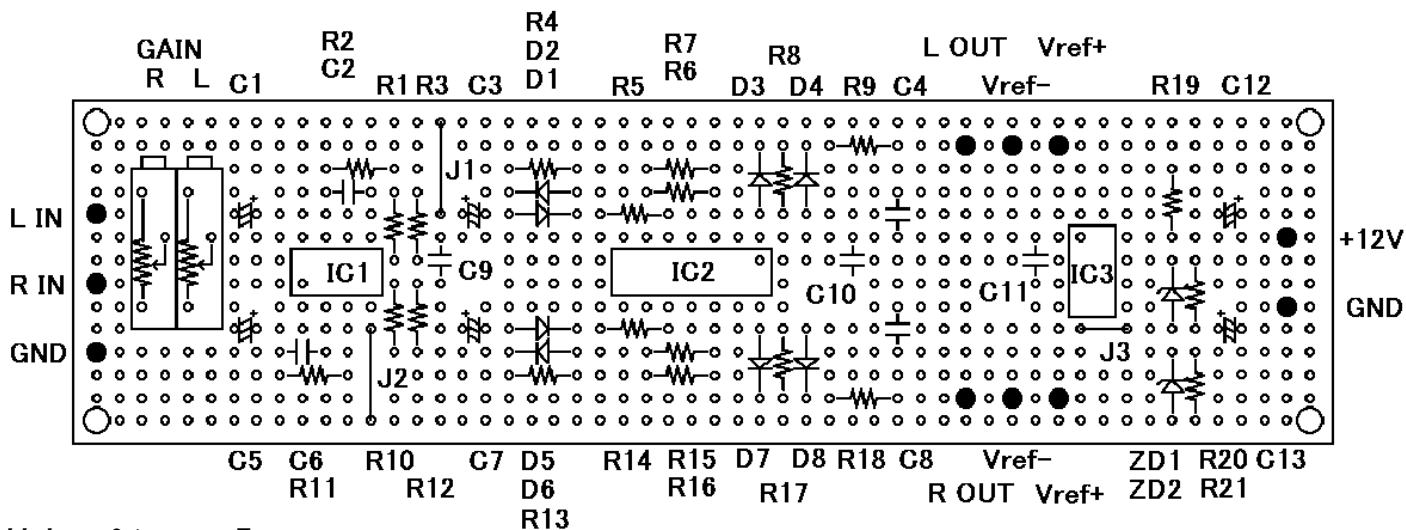 R4
GAIN R2 D2 R7 R8 L OUT Vref+
R L C1 C2 R1 R3 C3 D1 R5 R6 D3 D4 R9 C4 Vref- R19 C12
J1
L IN
+12V
IC1 C9 IC2 C10 C11 IC3
R IN
GND
GND J2 J3
C5 C6 R10 C7 D5 R14 R15 D7 D8 R18 C8 Vref- ZD1 R20 C13
R11 R12 D6 R16 R17 R OUT Vref+ ZD2 R21
R13